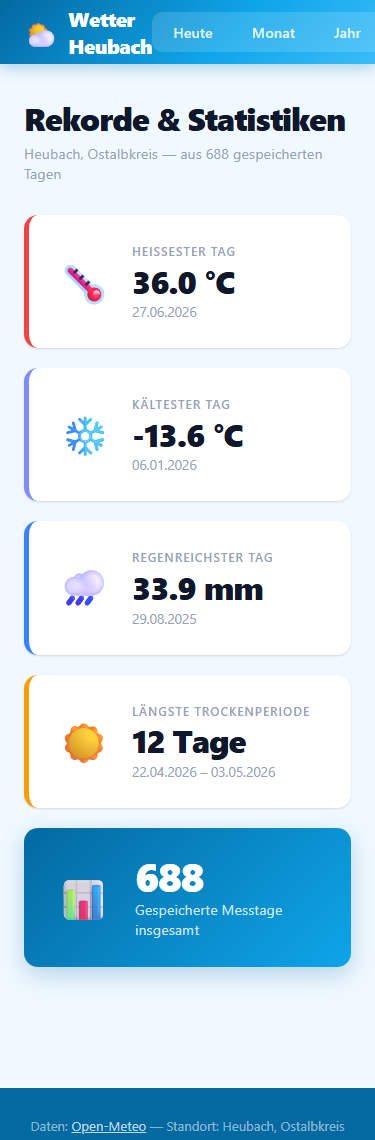 Wetter
Heubach
Heute Monat Jahr
Rekorde & Statistiken
Heubach, Ostalbkreis — aus 688 gespeicherten
Tagen
HEISSESTER TAG
36.0 °C
27.06.2026
KÄLTESTER TAG
-13.6 °C
06.01.2026
REGENREICHSTER TAG
33.9 mm
29.08.2025
LÄNGSTE TROCKENPERIODE
12 Tage
22.04.2026 – 03.05.2026
688
Gespeicherte Messtage
insgesamt
Daten: Open-Meteo — Standort: Heubach, Ostalbkreis